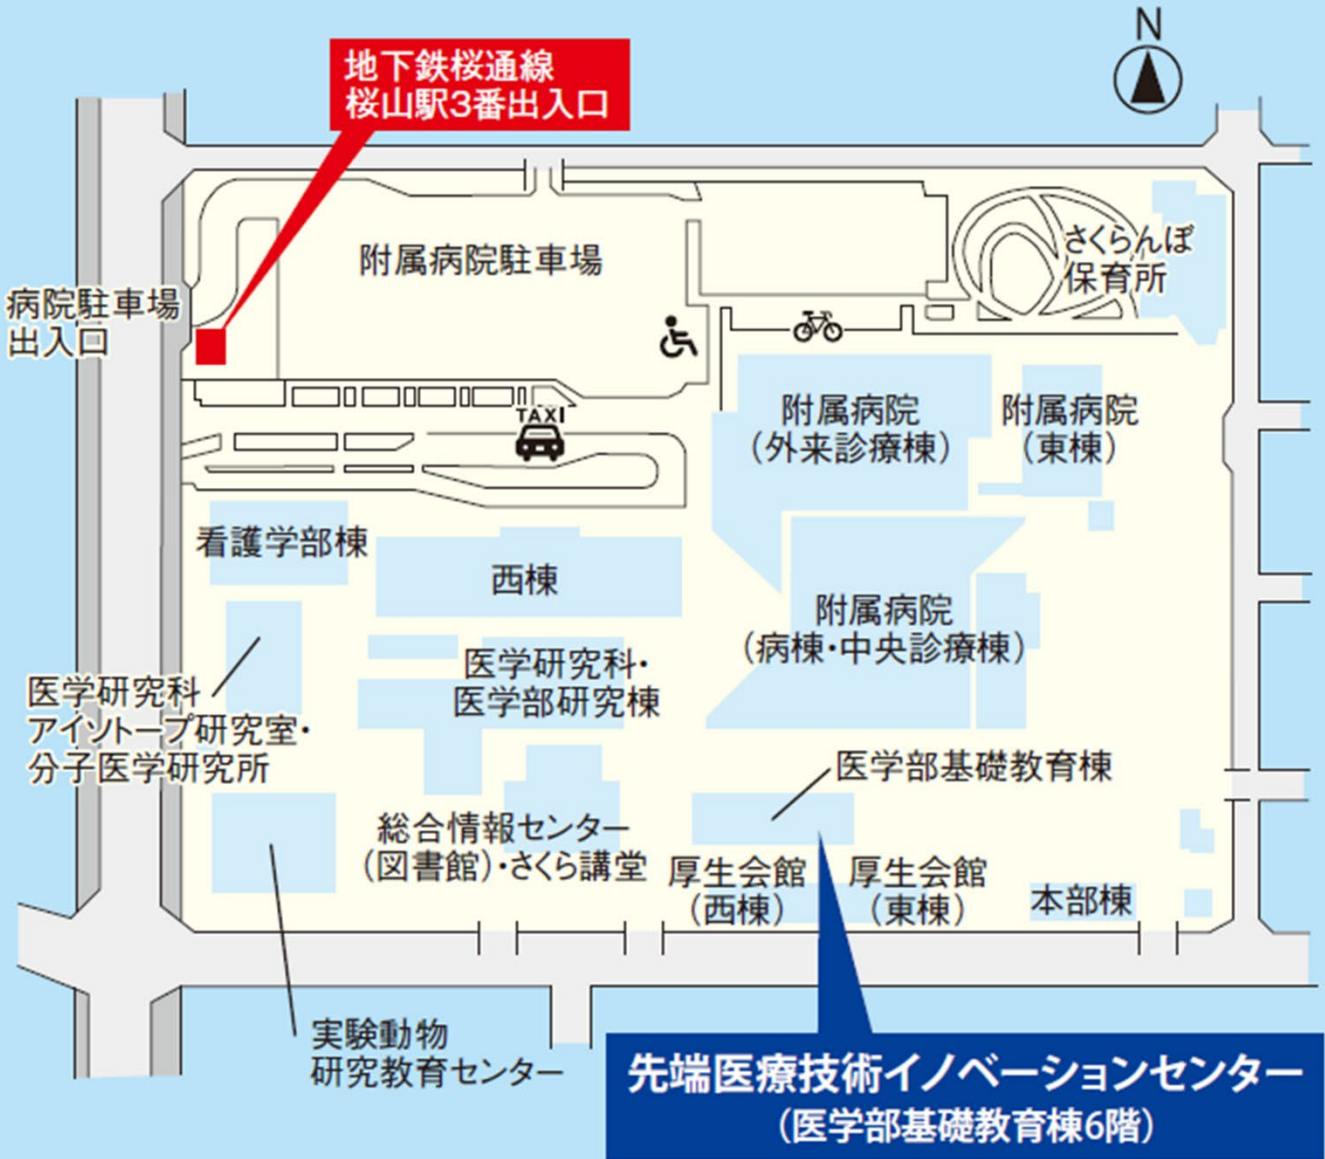 N
地下鉄桜通線
桜山駅3番出入口
附属病院駐車場
さくらんぼ
保育所
病院駐車場
出入口
TAXI
附属病院
（外来診療棟）
附属病院
（東棟）
看護学部棟
西棟
附属病院
（病棟・中央診療棟）
医学研究科・
医学部研究棟
医学研究科
アイソトープ研究室・
分子医学研究所
医学部基礎教育棟
総合情報センター
（図書館）・さくら講堂
厚生会館
（西棟）
厚生会館
（東棟）
本部棟
実験動物
研究教育センター
先端医療技術イノベーションセンター
（医学部基礎教育棟6階）